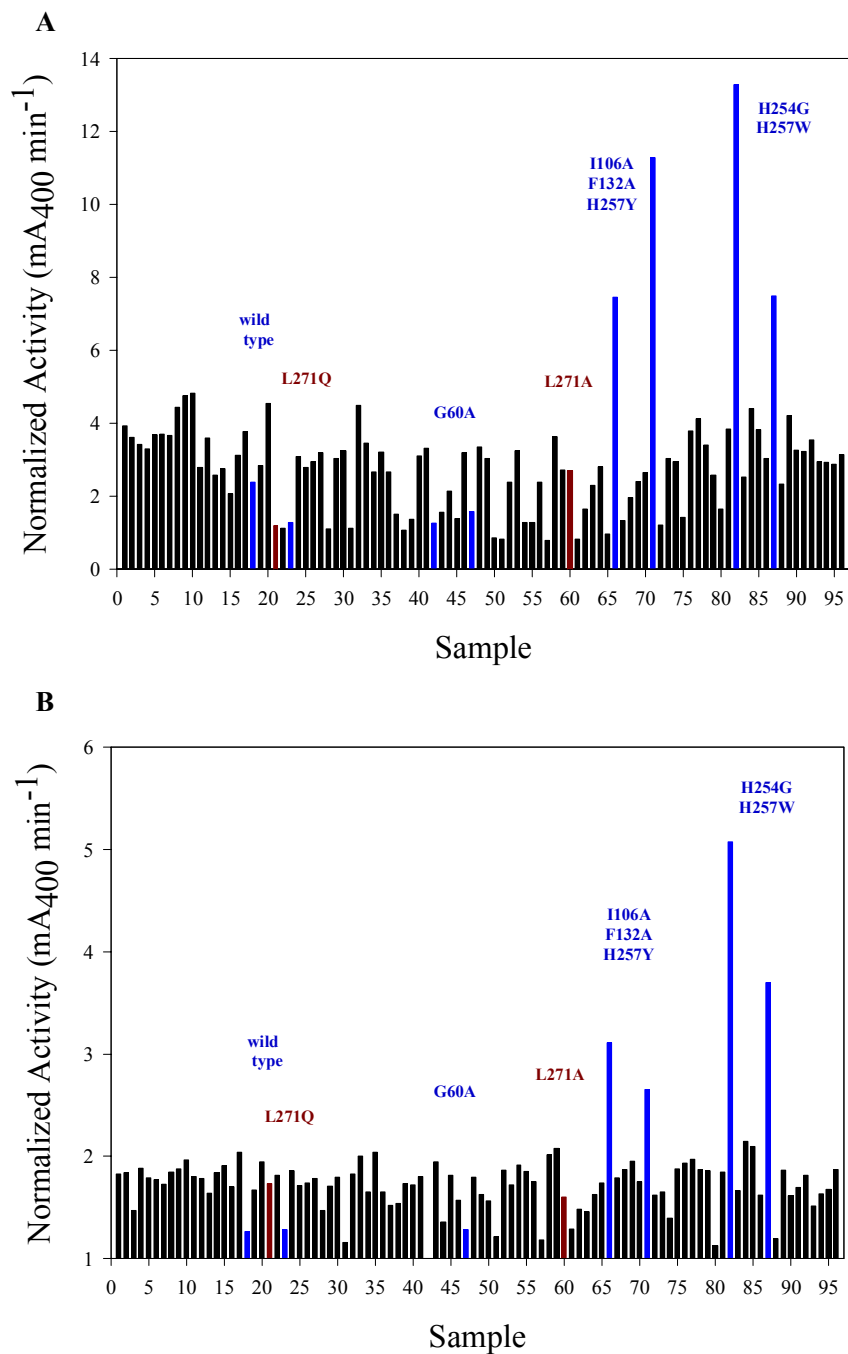 A
Normalized Activity (mA400 min-1)
14
12
10
8
6
4
2
0
H254G
H257W
I106A
F132A
H257Y
wild
type
L271Q
G60A
L271A
0 5 10 15 20 25 30 35 40 45 50 55 60 65 70 75 80 85 90 95
Sample
B
Normalized Activity (mA400 min-1)
6
5
4
3
2
1
H254G
H257W
I106A
F132A
H257Y
wild
type
L271A
G60A
L271Q
0 5 10 15 20 25 30 35 40 45 50 55 60 65 70 75 80 85 90 95
Sample